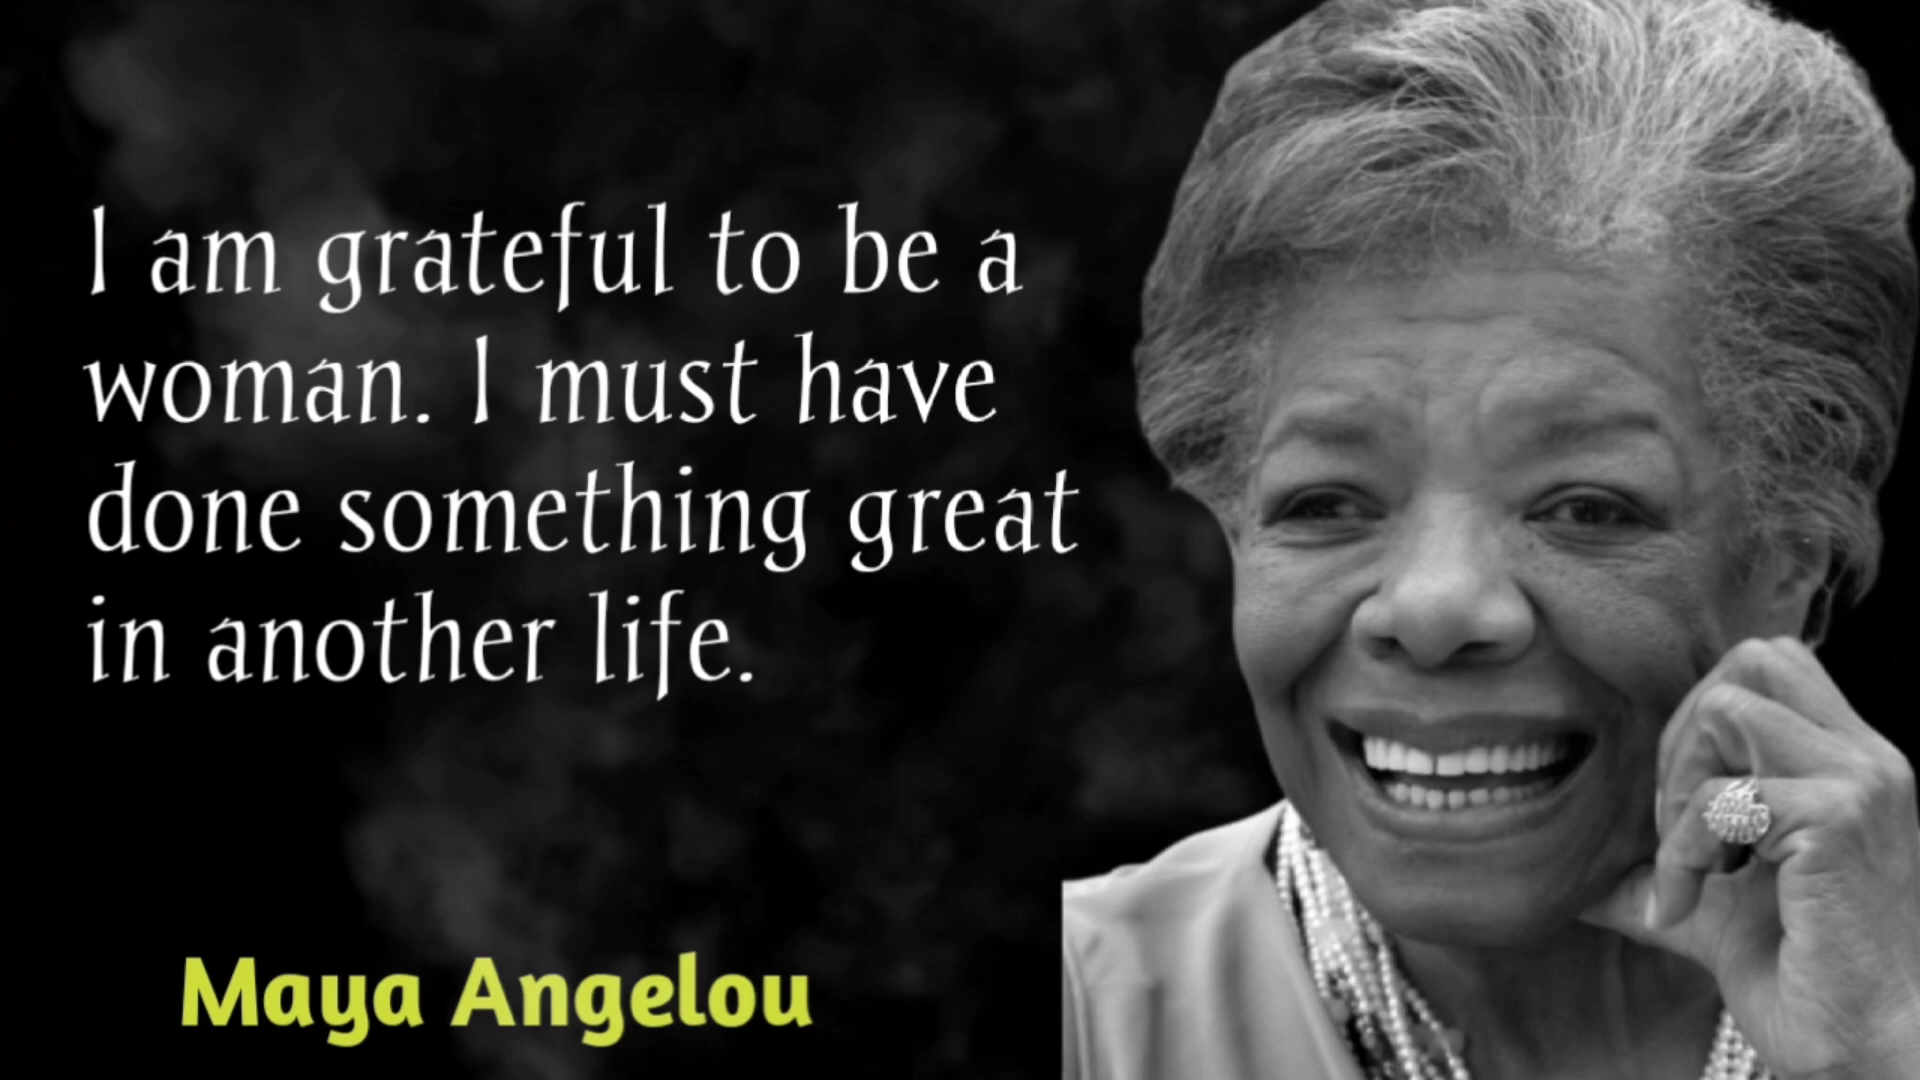 I am grateful to be a
woman. I must have
done something great
in another life.
Maya Angelou